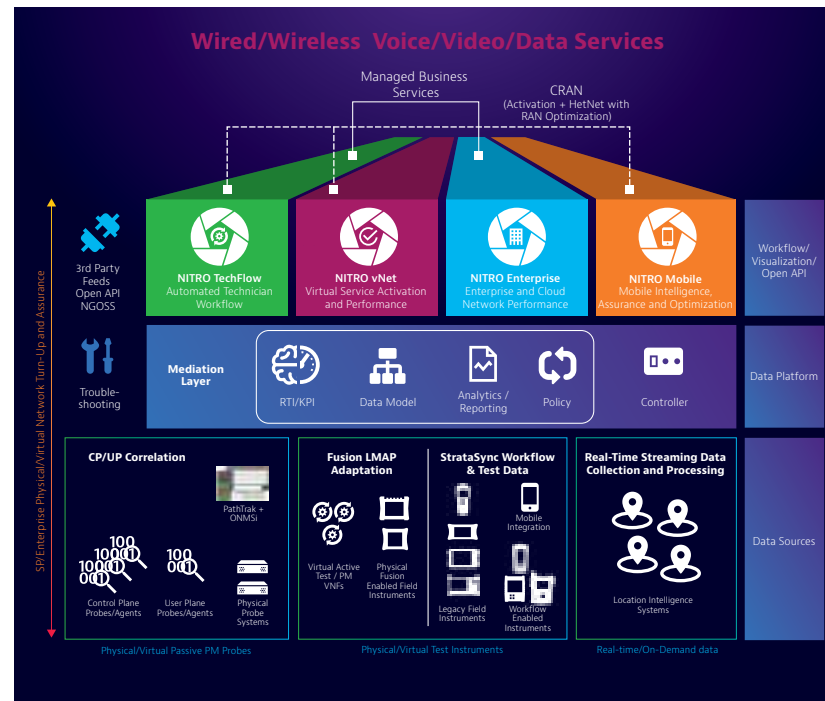 Wired/Wireless Voice/Video/Data Services
Managed Business
Services
CRAN
(Activation + HetNet with
RAN Optimization)
SP/Enterprise Physical/Virtual Network Turn-Up and Assurance
3rd Party
Feeds
Open API
NGOSS
NITRO TechFlow
Automated Technician
Workflow
NITRO vNet
Virtual Service Activation
and Performance
NITRO Enterprise
Enterprise and Cloud
Network Performance
NITRO Mobile
Mobile Intelligence,
Assurance and Optimization
Workflow/
Visualization/
Open API
Trouble-
shooting
Mediation
Layer
RTI/KPI
Data Model
Analytics /
Reporting
Policy
Controller
Data Platform
CP/UP Correlation
PathTrak +
ONMSi
100
10001
10001
001
Control Plane
Probes/Agents
100
001
User Plane
Probes/Agents
Physical
Probe
Systems
Fusion LMAP
Adaptation
Virtual Active
Test / PM
VNFs
Physical
Fusion
Enabled Field
Instruments
StrataSync Workflow
& Test Data
Mobile
Integration
Legacy Field
Instruments
Workflow
Enabled
Instruments
Real-Time Streaming Data
Collection and Processing
Location Intelligence
Systems
Data Sources
Physical/Virtual Passive PM Probes
Physical/Virtual Test Instruments
Real-time/On-Demand data